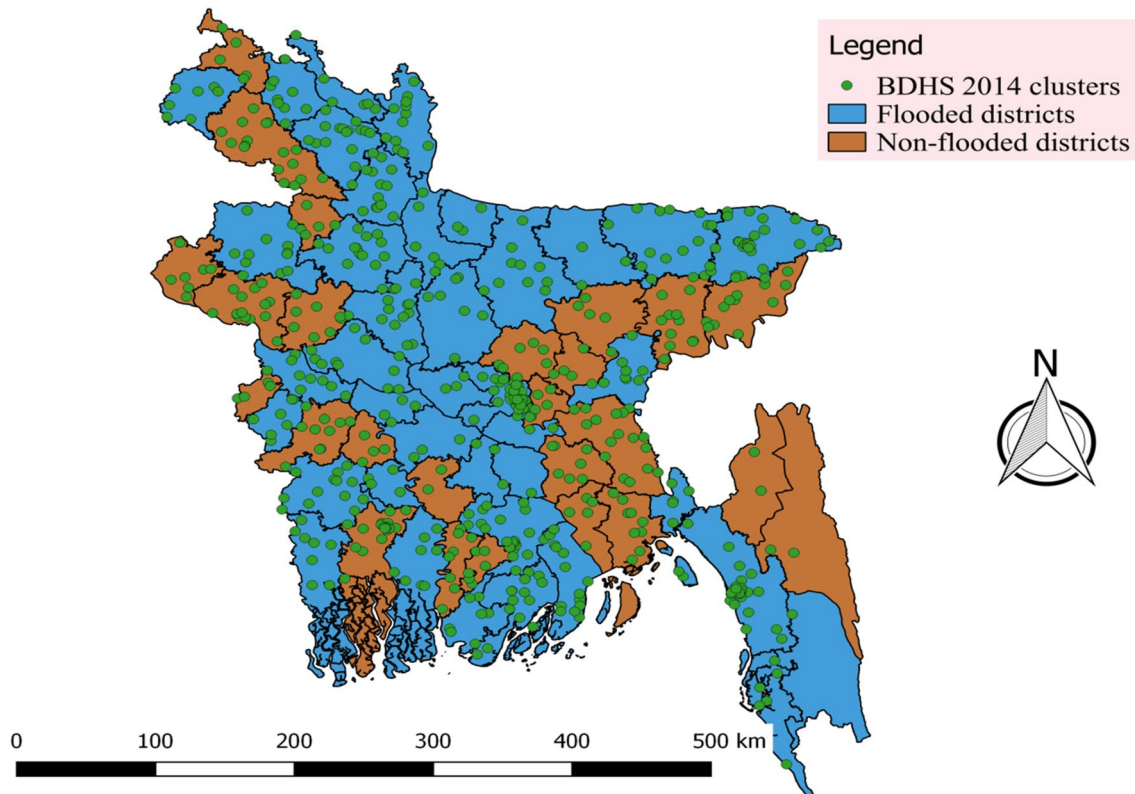 Legend
BDHS 2014 clusters
Flooded districts
Non-flooded districts
N
0 100 200 300 400 500 km